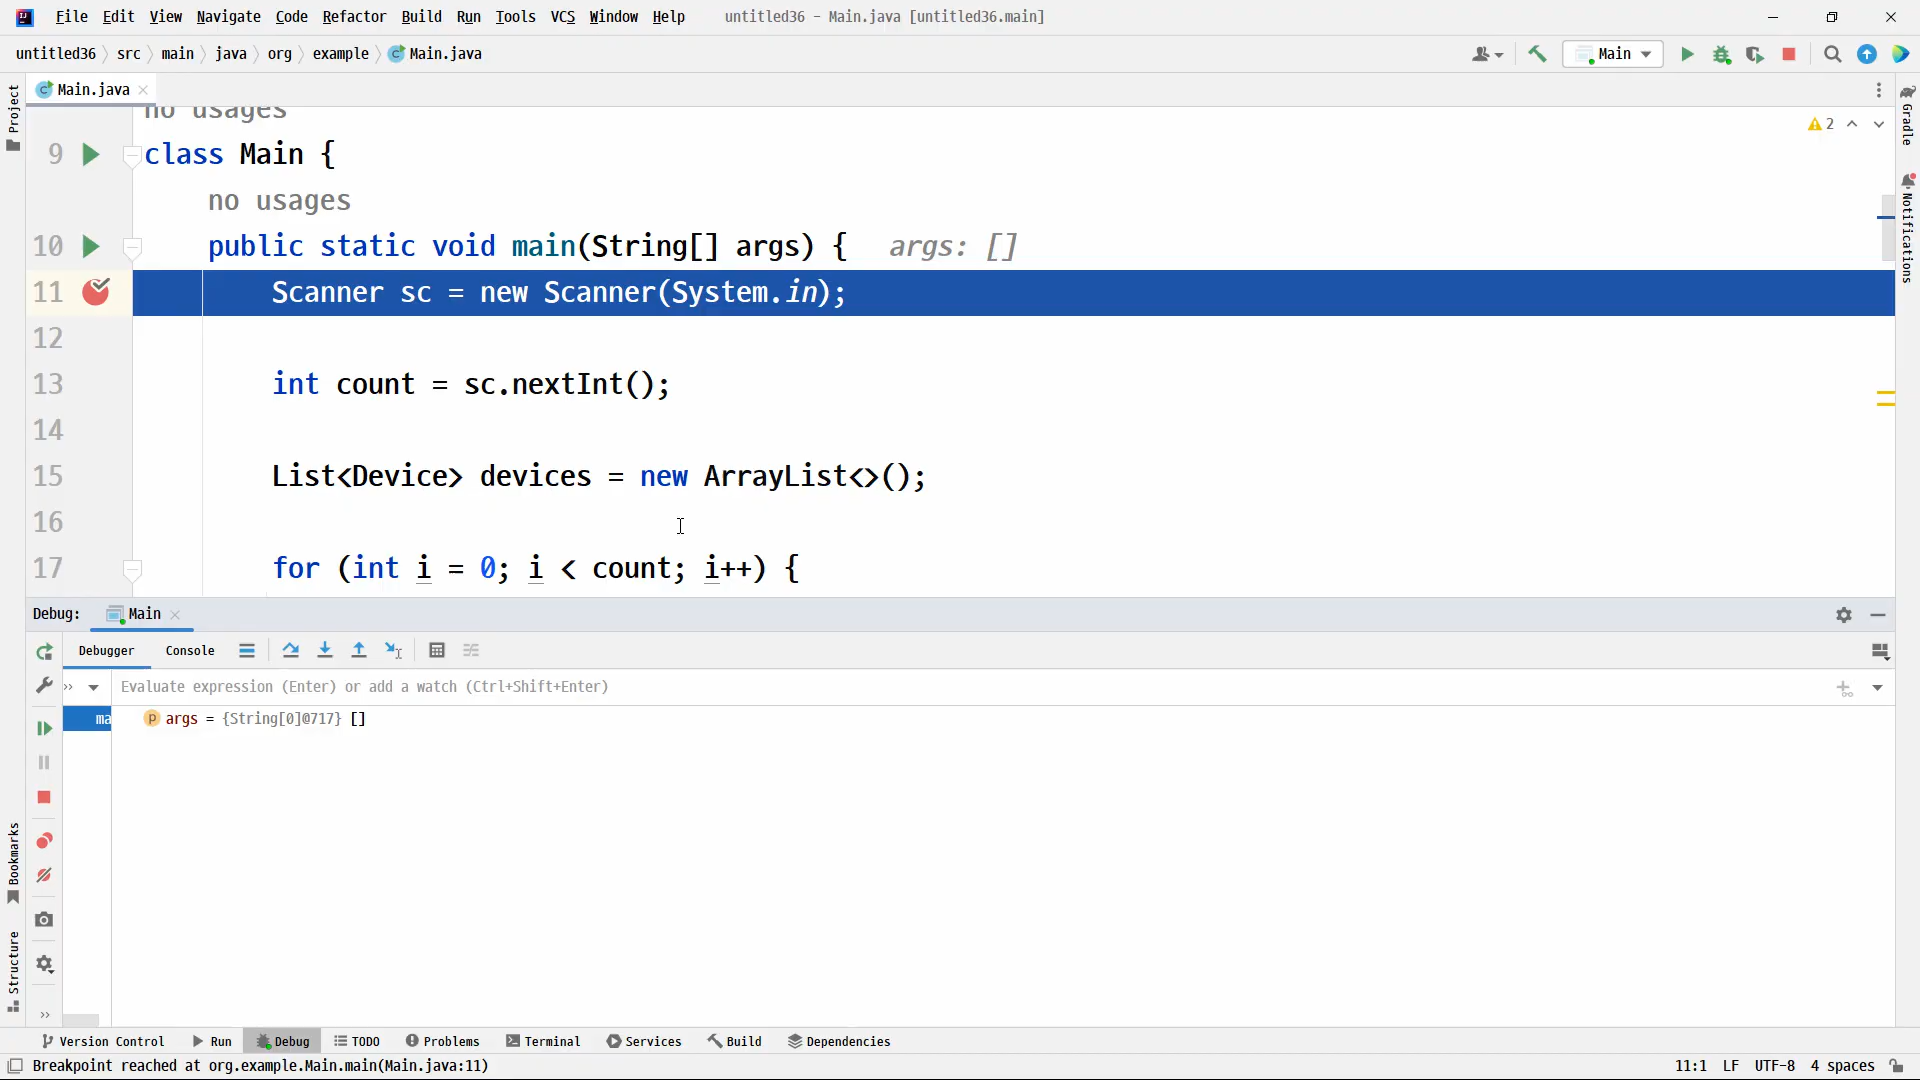 File Edit View Navigate Code Refactor Build Run Tools VCS Window Help untitled36 - Main.java [untitled36.main]
untitled36 src main java org example Main.java Main
Main.java
Project
Gradle
Notifications
no usages
2
9 class Main {
no usages
10 public static void main(String[] args) { args: []
11 Scanner sc = new Scanner(System.in);
12
13 int count = sc.nextInt();
14
15 List<Device> devices = new ArrayList<>();
16
17 for (int i = 0; i < count; i++) {
Debug: Main
Debugger Console
Evaluate expression (Enter) or add a watch (Ctrl+Shift+Enter)
ma
args = {String[0]@717} []
Bookmarks
Structure
Version Control Run Debug TODO Problems Terminal Services Build Dependencies
Breakpoint reached at org.example.Main.main(Main.java:11) 11:1 LF UTF-8 4 spaces